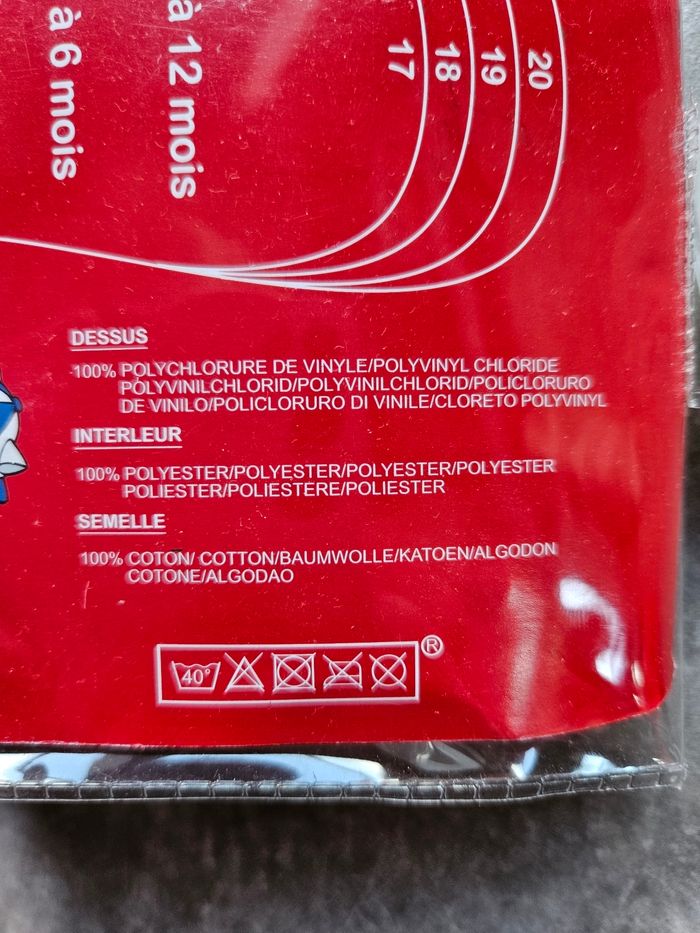 à 6 mois
à 12 mois
17
18
19
20
DESSUS
100% POLYCHLORURE DE VINYLE/POLYVINYL CHLORIDE
POLYVINILCHLORID/POLYVINILCHLORID/POLICLORURO
DE VINILO/POLICLORURO DI VINILE/CLORETO POLYVINYL
INTERLEUR
100% POLYESTER/POLYESTER/POLYESTER/POLYESTER
POLIESTER/POLIESTERE/POLIESTER
SEMELLE
100% COTON/ COTTON/BAUMWOLLE/KATOEN/ALGODON
COTONE/ALGODAO
40°
®